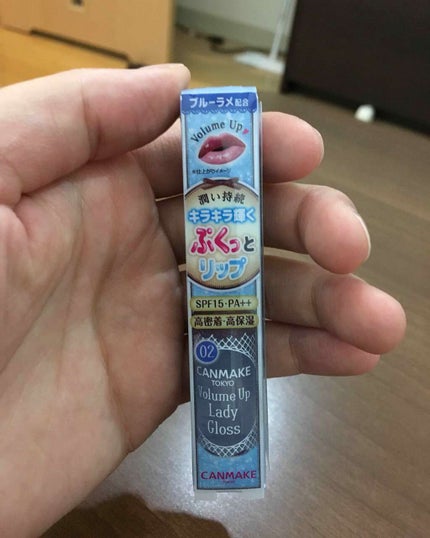 ブルーラメ配合
Volume Up
※仕上がりイメージ
潤い持続
キラキラ輝く
ぷくっと
リップ
SPF15・PA++
高密着・高保湿
02
CANMAKE
TOKYO
Volume Up
Lady
Gloss
CANMAKE